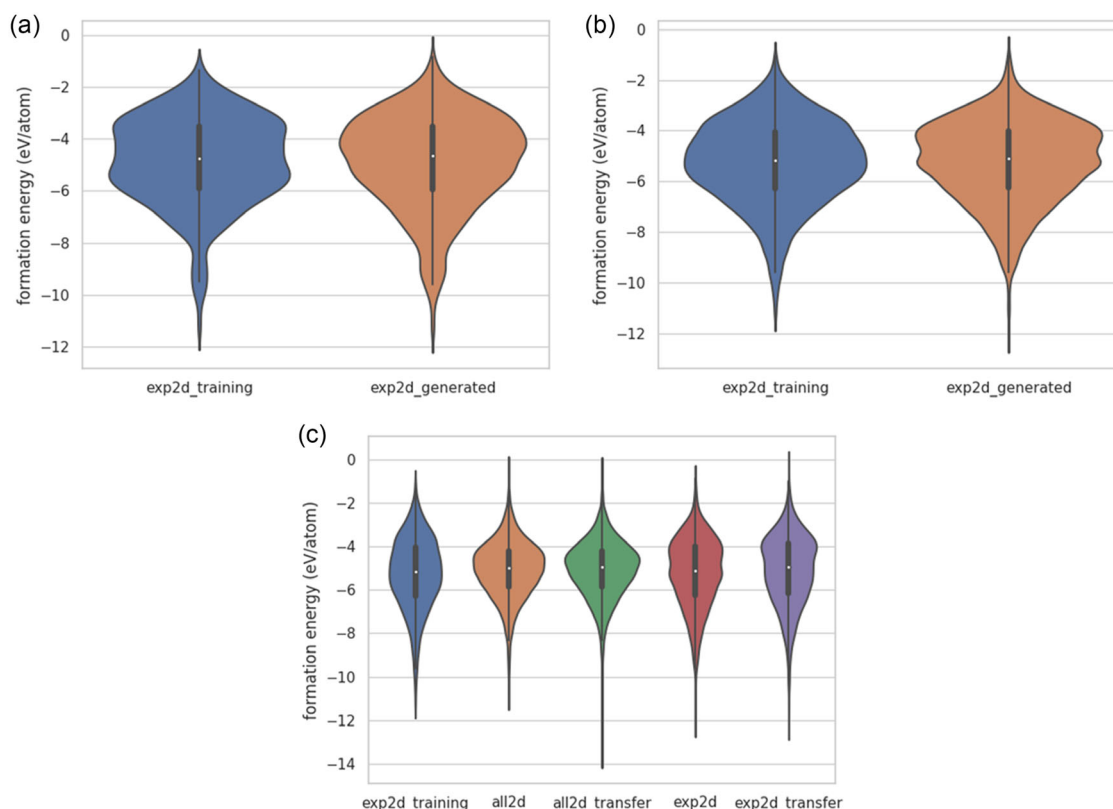 (a)
formation energy (eV/atom)
0
−2
−4
−6
−8
−10
−12
exp2d_training exp2d_generated
(b)
formation energy (eV/atom)
0
−2
−4
−6
−8
−10
−12
exp2d_training exp2d_generated
(c)
formation energy (eV/atom)
0
−2
−4
−6
−8
−10
−12
−14
exp2d_training all2d all2d_transfer exp2d exp2d_transfer